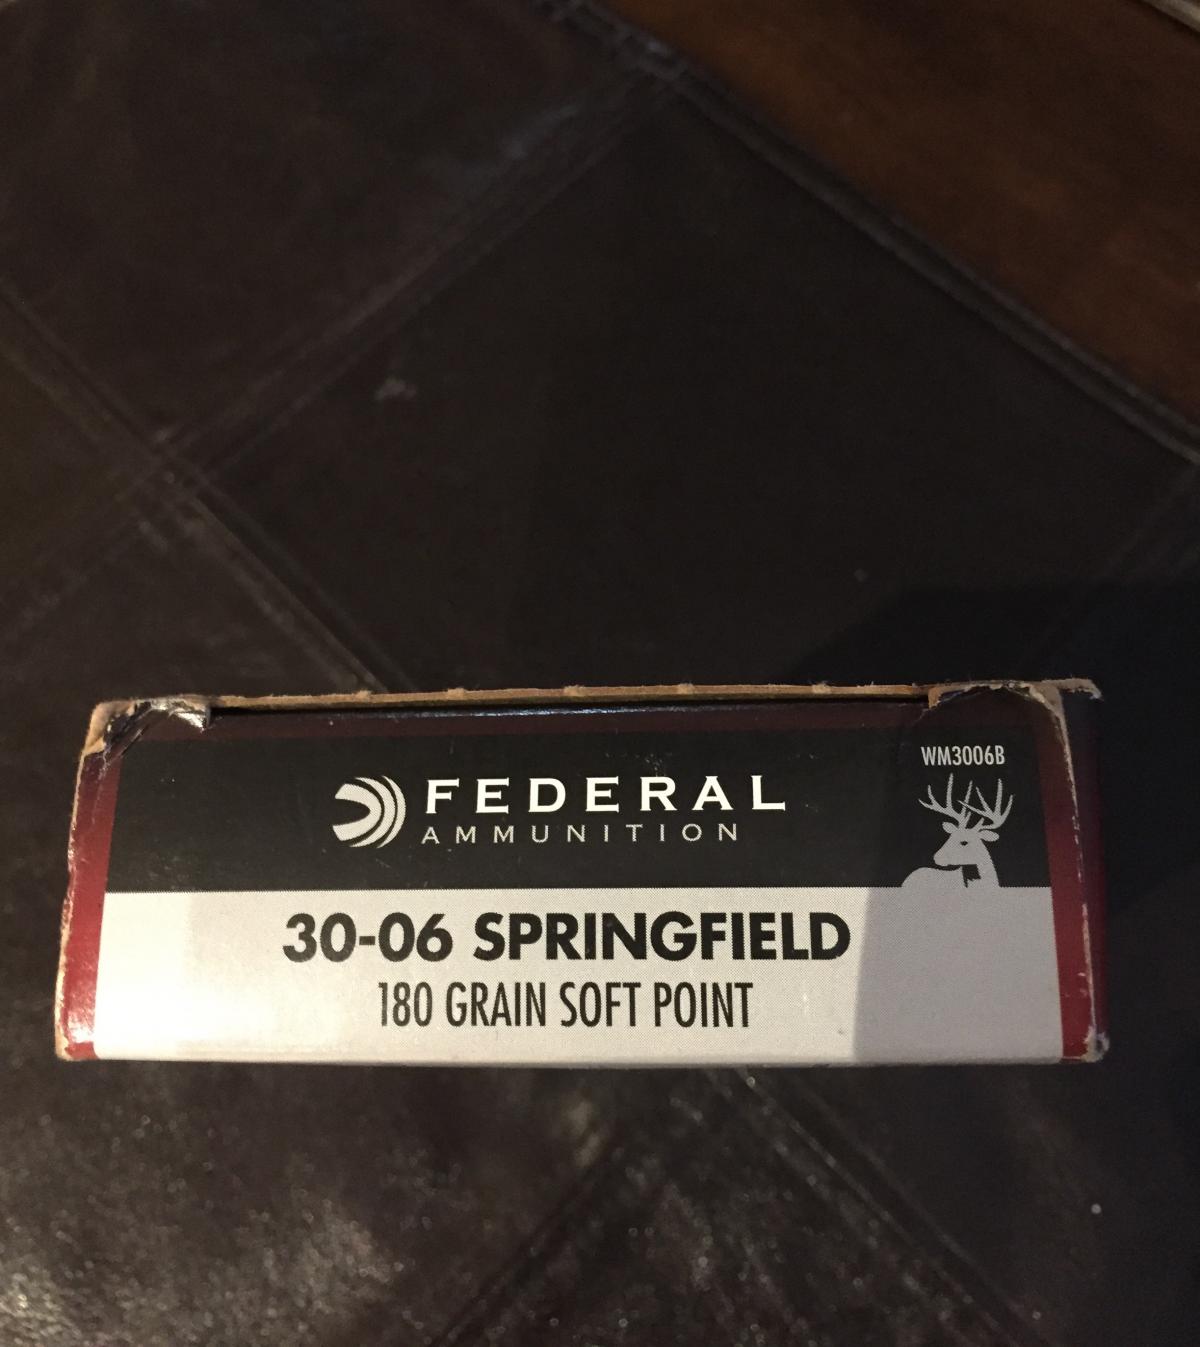 WM3006B
FEDERAL
AMMUNITION
30-06 SPRINGFIELD
180 GRAIN SOFT POINT